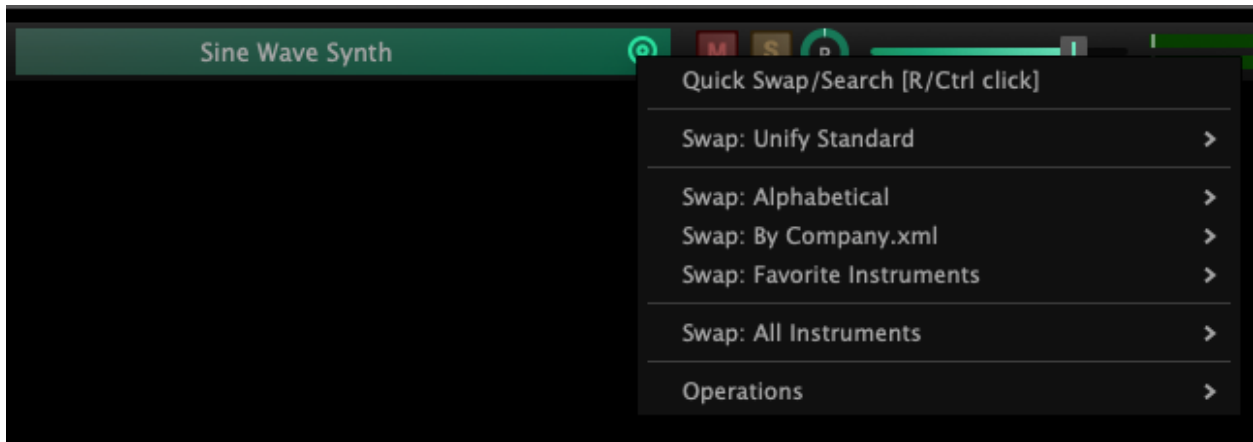 Sine Wave Synth M S R
Quick Swap/Search [R/Ctrl click]
Swap: Unify Standard
Swap: Alphabetical
Swap: By Company.xml
Swap: Favorite Instruments
Swap: All Instruments
Operations